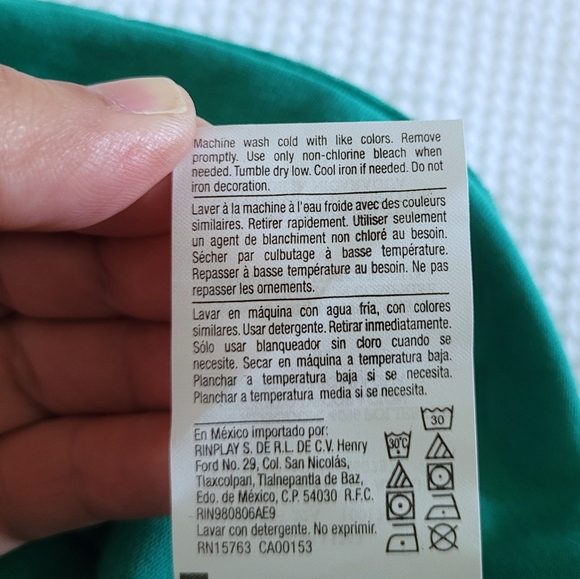 Machine wash cold with like colors. Remove
promptly. Use only non-chlorine bleach when
needed. Tumble dry low. Cool iron if needed. Do not
iron decoration.
Laver à la machine à l'eau froide avec des couleurs
similaires. Retirer rapidement. Utiliser seulement
un agent de blanchiment non chloré au besoin.
Sécher par culbutage à basse température.
Repasser à basse température au besoin. Ne pas
repasser les ornements.
Lavar en máquina con agua fría, con colores
similares. Usar detergente. Retirar inmediatamente.
Sólo usar blanqueador sin cloro cuando se
necesite. Secar en máquina a temperatura baja.
Planchar a temperatura baja si se necesita.
Planchar a temperatura media si se necesita.
En México importado por:
RINPLAY S. DE R.L. DE C.V. Henry
Ford No. 29, Col. San Nicolás,
Tlaxcolpan, Tlalnepantla de Baz,
Edo. de México, C.P. 54030 R.F.C.
RIN980806AE9
Lavar con detergente. No exprimir.
RN15763 CA00153
30
30°C